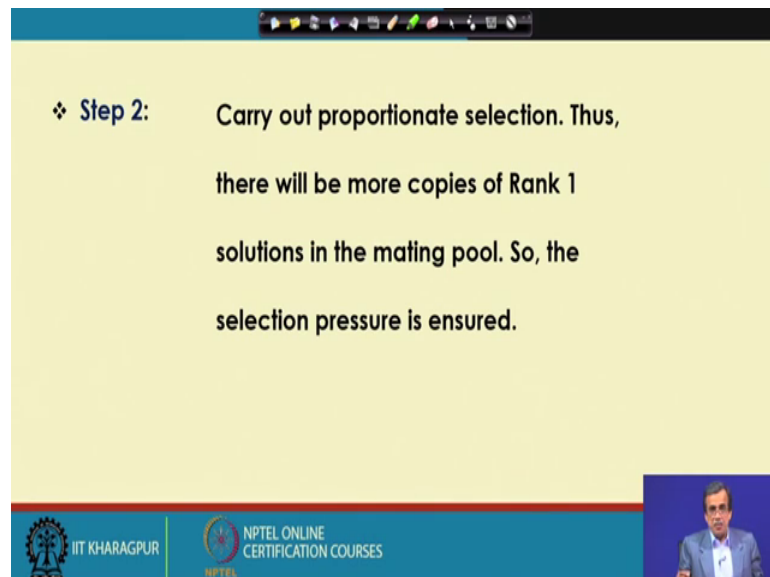 ❖ Step 2: Carry out proportionate selection. Thus,
there will be more copies of Rank 1
solutions in the mating pool. So, the
selection pressure is ensured.
IIT KHARAGPUR
NPTEL
NPTEL ONLINE
CERTIFICATION COURSES